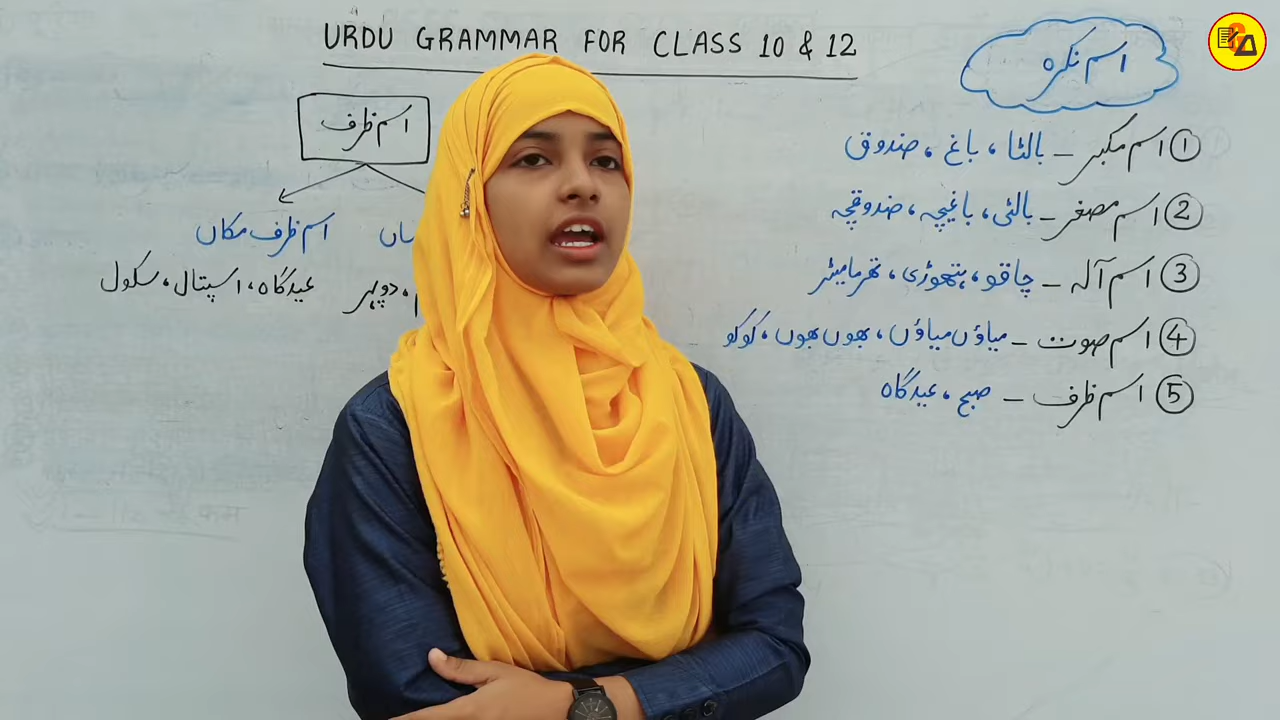 URDU GRAMMAR FOR CLASS 10 & 12
اسم نکرہ
① اسم مکبر – بالٹا، باغ، صندوق
② اسم مصغر – بالٹی، باغیچہ، صندوقچہ
③ اسم آلہ – چاقو، ہتھوڑی، تھرمامیٹر
④ اسم صوت – میاؤں میاؤں، بھوں بھوں، کوکو
⑤ اسم ظرف – صبح، عیدگاہ
اسم ظرف
اسم ظرف مکاں
عیدگاہ، اسپتال، سکول
، دوپہر